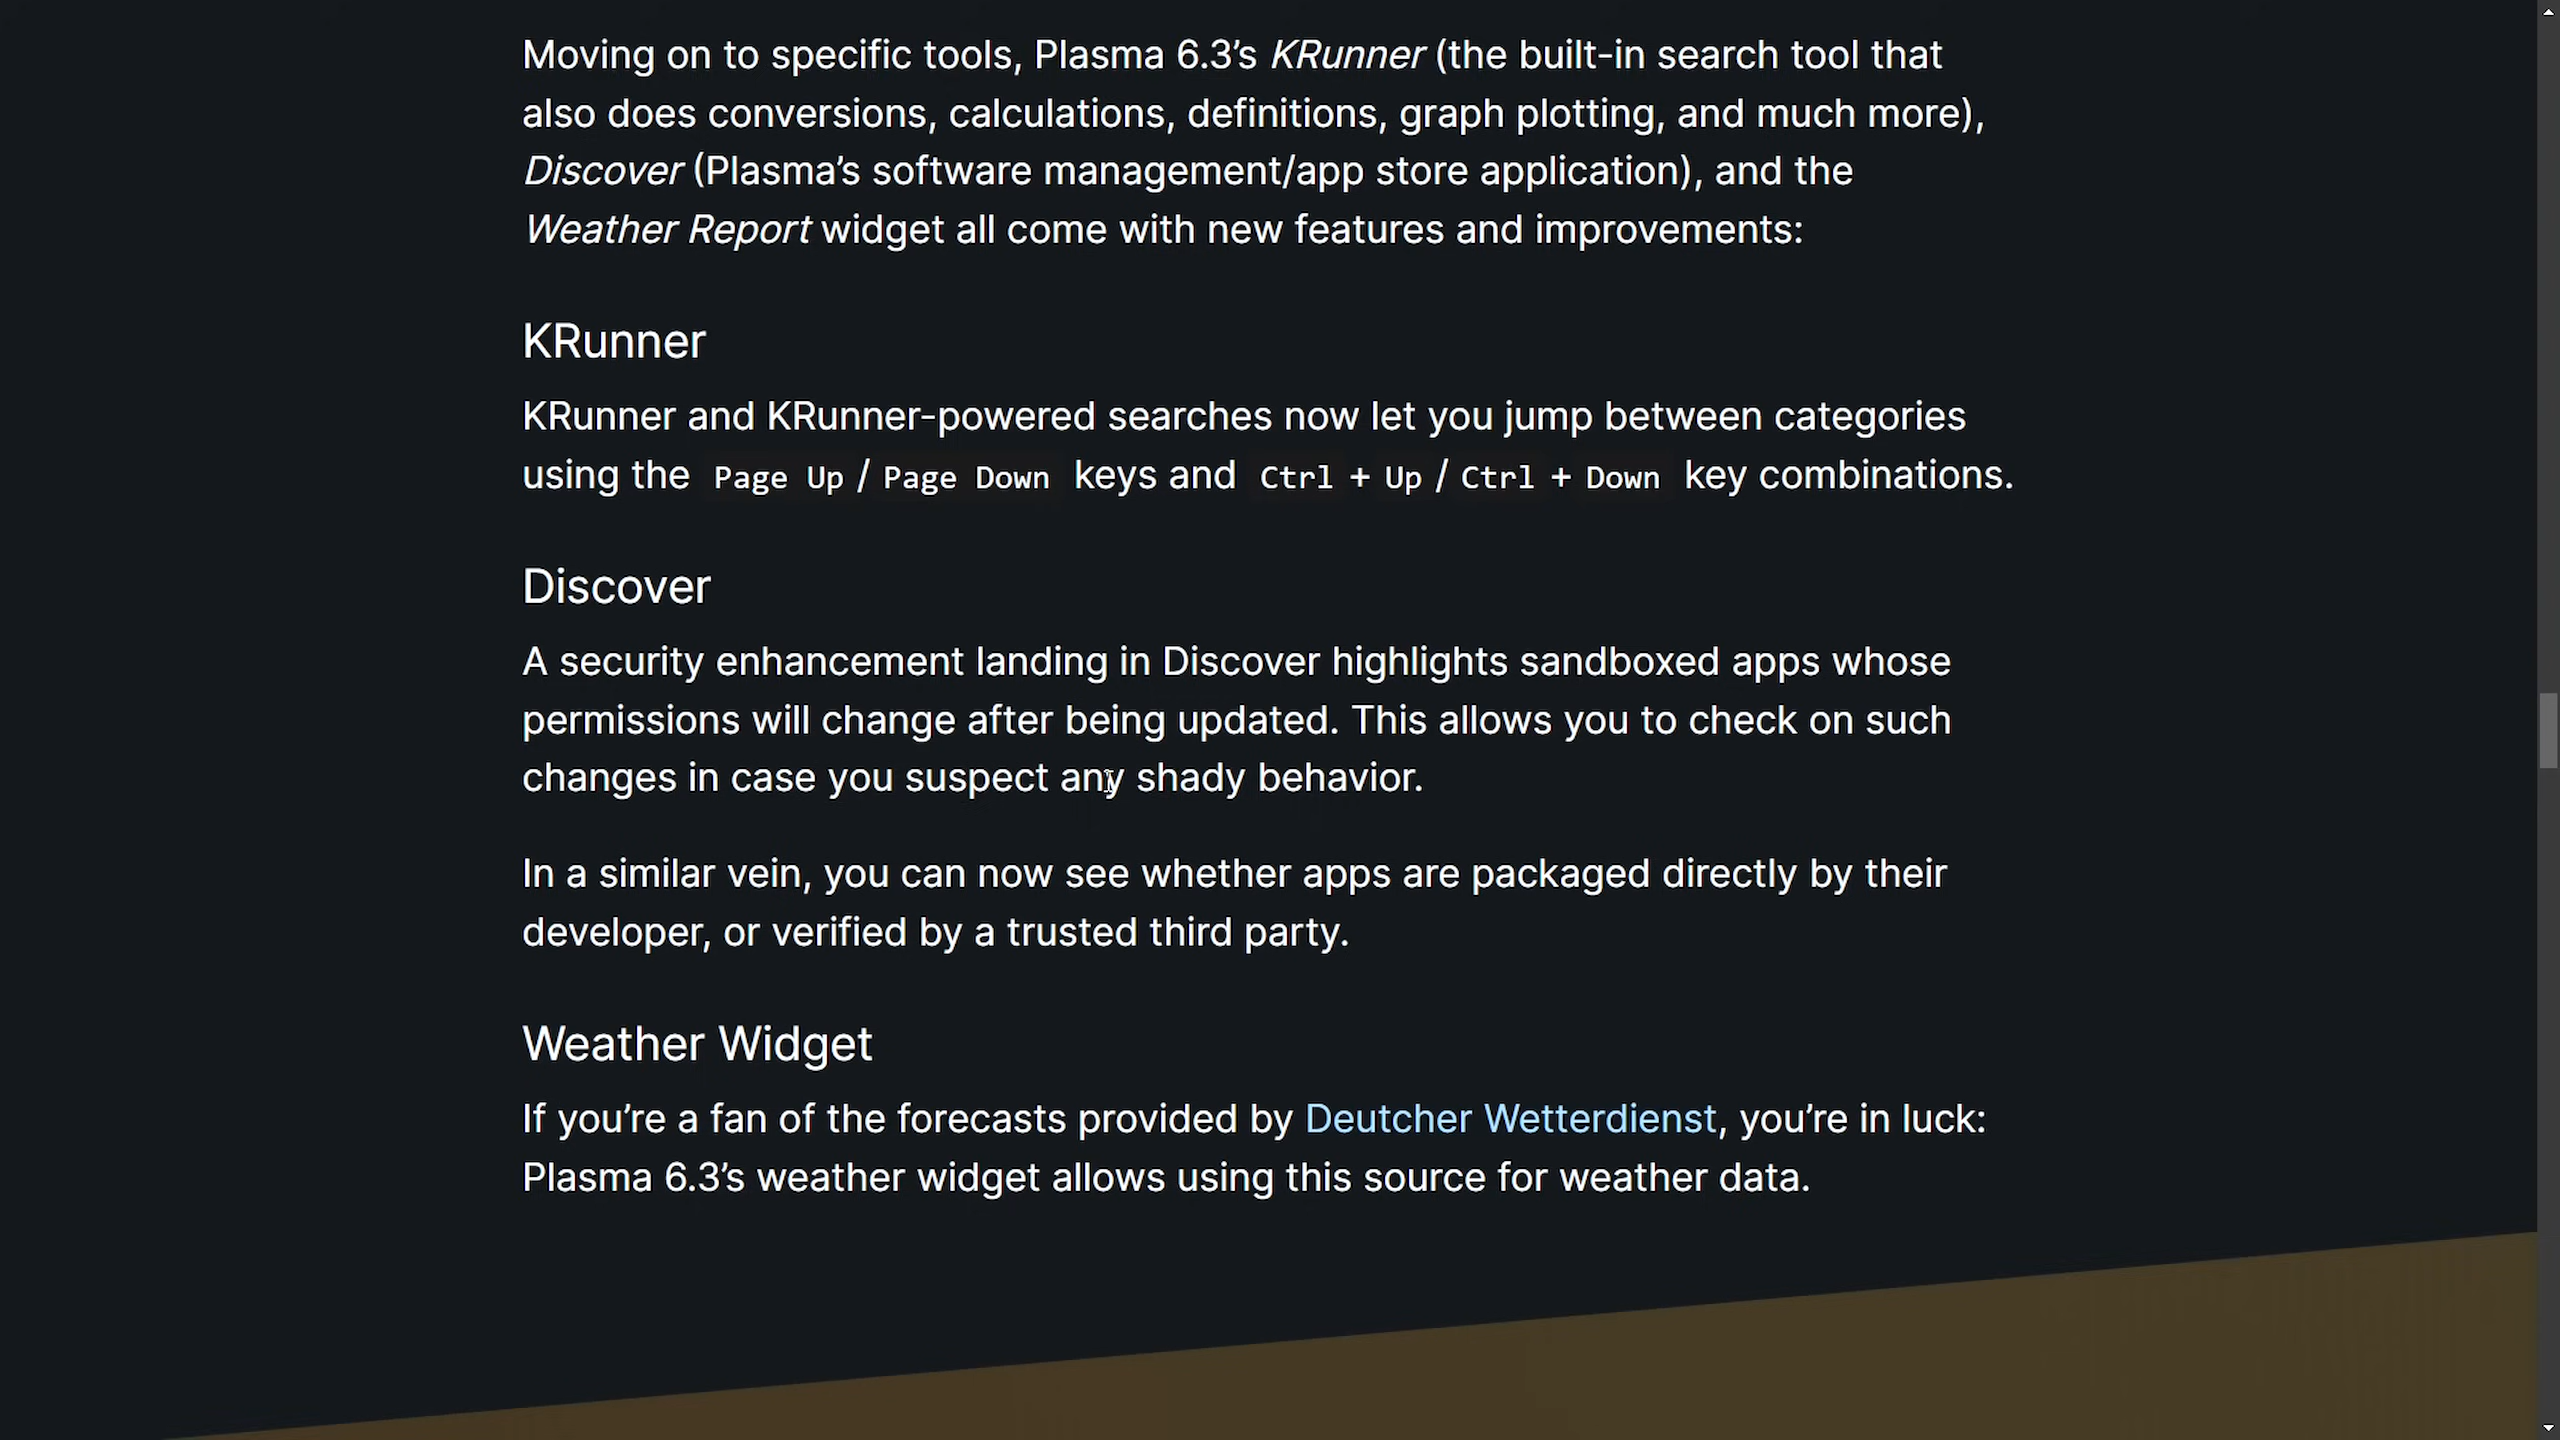 Moving on to specific tools, Plasma 6.3’s KRunner (the built-in search tool that
also does conversions, calculations, definitions, graph plotting, and much more),
Discover (Plasma’s software management/app store application), and the
Weather Report widget all come with new features and improvements:
KRunner
KRunner and KRunner-powered searches now let you jump between categories
using the Page Up / Page Down keys and Ctrl + Up / Ctrl + Down key combinations.
Discover
A security enhancement landing in Discover highlights sandboxed apps whose
permissions will change after being updated. This allows you to check on such
changes in case you suspect any shady behavior.
In a similar vein, you can now see whether apps are packaged directly by their
developer, or verified by a trusted third party.
Weather Widget
If you’re a fan of the forecasts provided by Deutcher Wetterdienst, you’re in luck:
Plasma 6.3’s weather widget allows using this source for weather data.